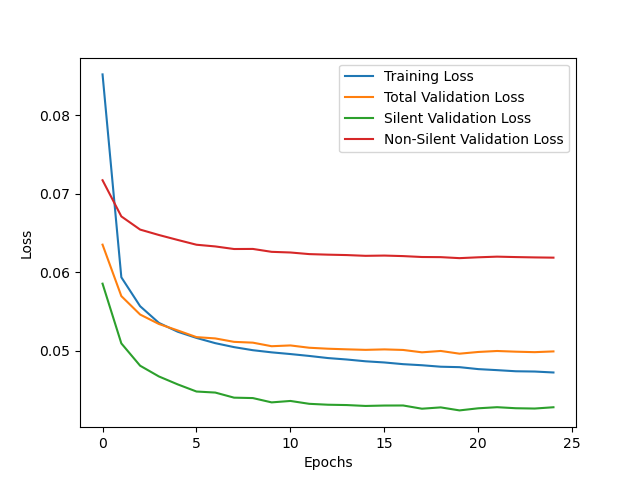 Training Loss
Total Validation Loss
Silent Validation Loss
Non-Silent Validation Loss
0.08
0.07
0.06
0.05
Loss
0
5
10
15
20
25
Epochs